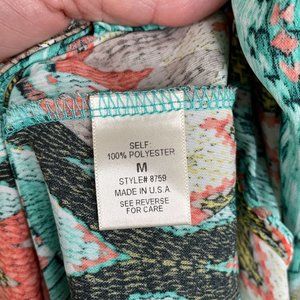 SELF:
100% POLYESTER
M
STYLE# 8759
MADE IN U.S.A.
SEE REVERSE
FOR CARE